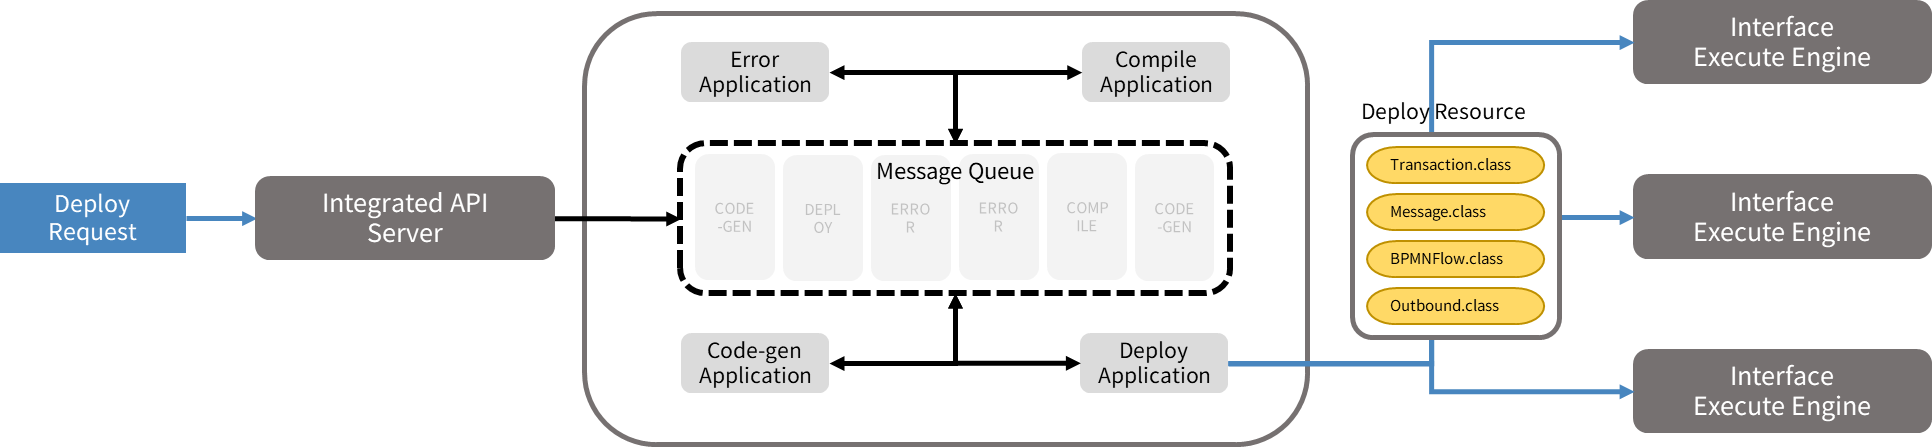 Deploy
Request
Integrated API
Server
Error
Application
Compile
Application
Message Queue
CODE
-GEN
DEPL
OY
ERRO
R
ERRO
R
COMP
ILE
CODE
-GEN
Code-gen
Application
Deploy
Application
Deploy Resource
Transaction.class
Message.class
BPMNFlow.class
Outbound.class
Interface
Execute Engine
Interface
Execute Engine
Interface
Execute Engine